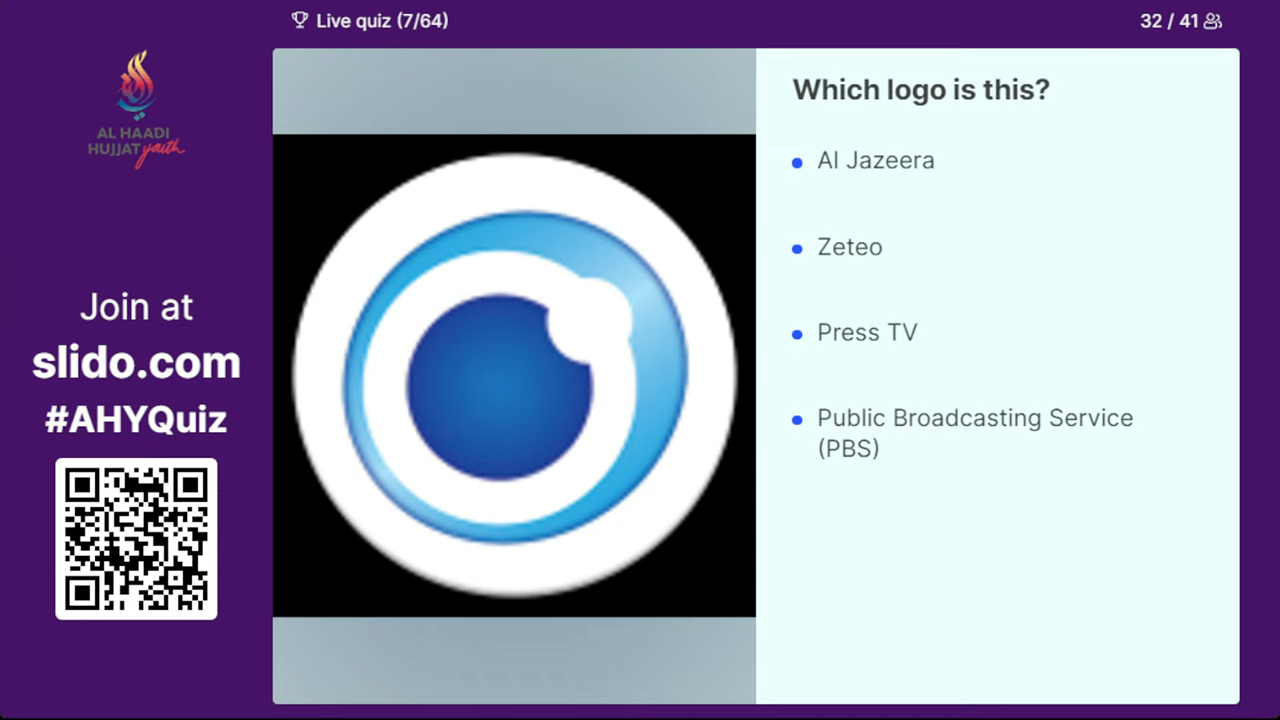 Live quiz (7/64)
32 / 41
AL HAADI
HUJJAT youth
Join at
slido.com
#AHYQuiz
Which logo is this?
Al Jazeera
Zeteo
Press TV
Public Broadcasting Service
(PBS)